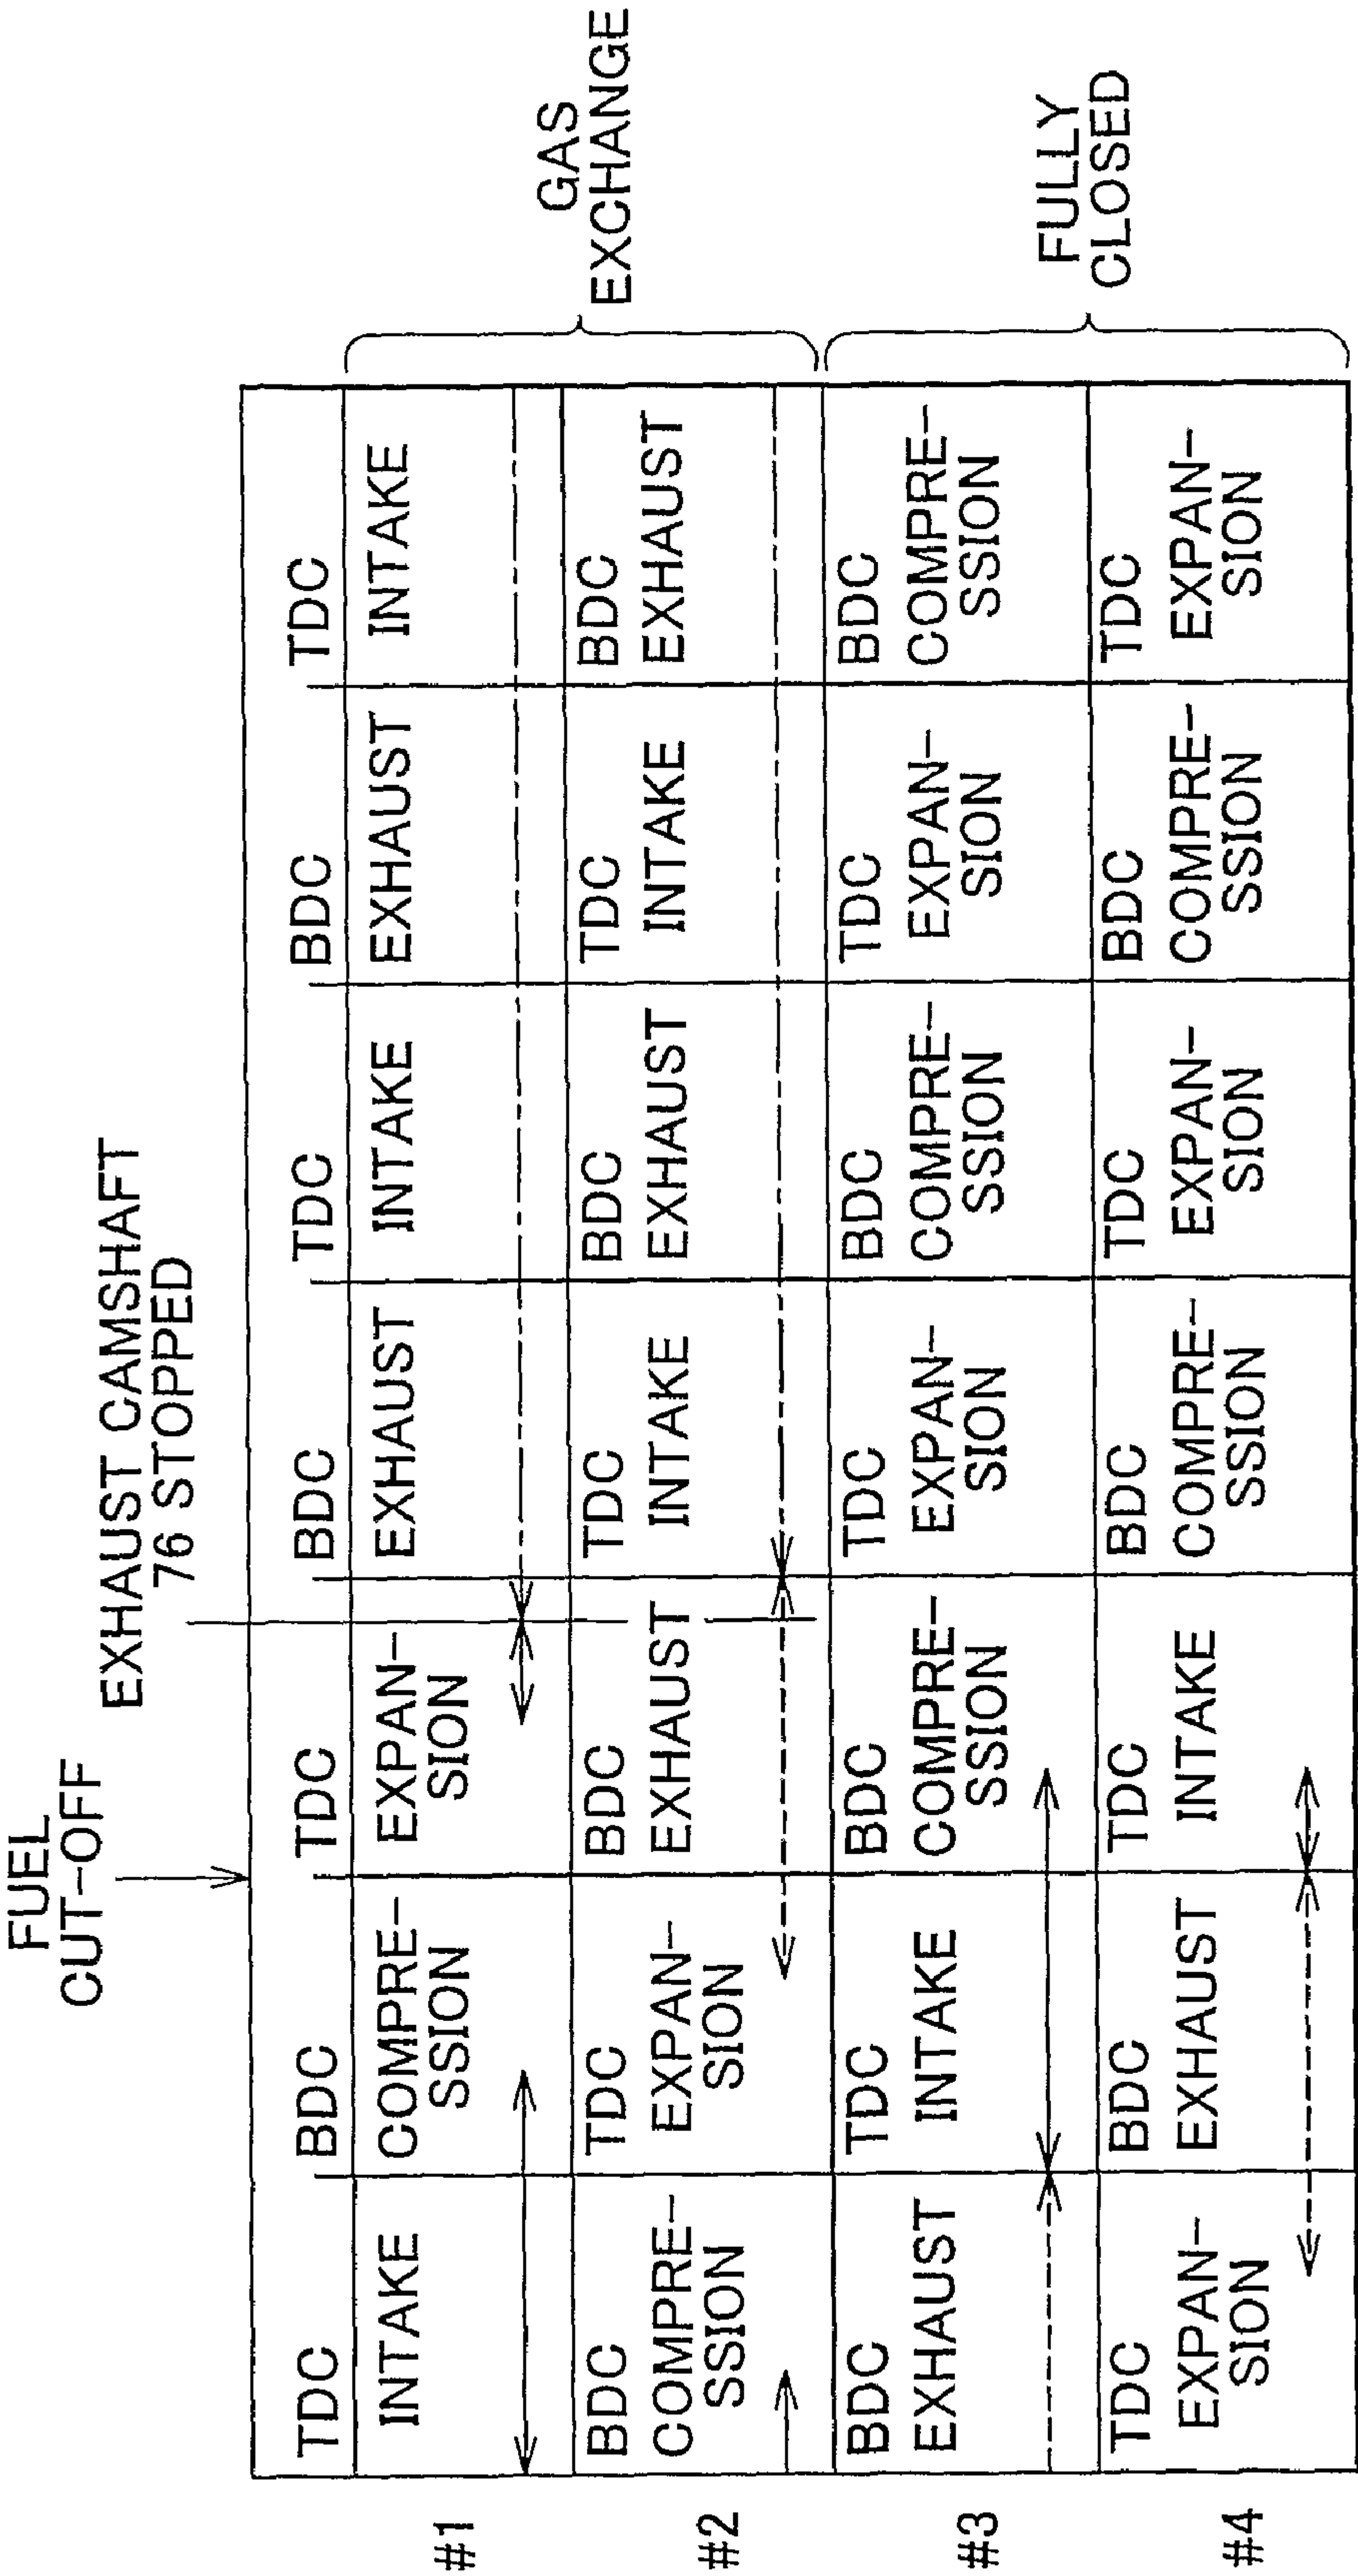 FUEL
CUT-OFF
EXHAUST CAMSHAFT
76 STOPPED
TDC
BDC
TDC
BDC
TDC
BDC
TDC
#1
INTAKE
COMPRE-
SSION
EXPAN-
SION
EXHAUST
INTAKE
EXHAUST
INTAKE
GAS
EXCHANGE
#2
BDC
COMPRE-
SSION
TDC
EXPAN-
SION
BDC
EXHAUST
TDC
INTAKE
BDC
EXHAUST
TDC
INTAKE
BDC
EXHAUST
#3
BDC
EXHAUST
TDC
INTAKE
BDC
COMPRE-
SSION
TDC
EXPAN-
SION
BDC
COMPRE-
SSION
TDC
EXPAN-
SION
BDC
COMPRE-
SSION
FULLY
CLOSED
#4
TDC
EXPAN-
SION
BDC
EXHAUST
TDC
INTAKE
BDC
COMPRE-
SSION
TDC
EXPAN-
SION
BDC
COMPRE-
SSION
TDC
EXPAN-
SION